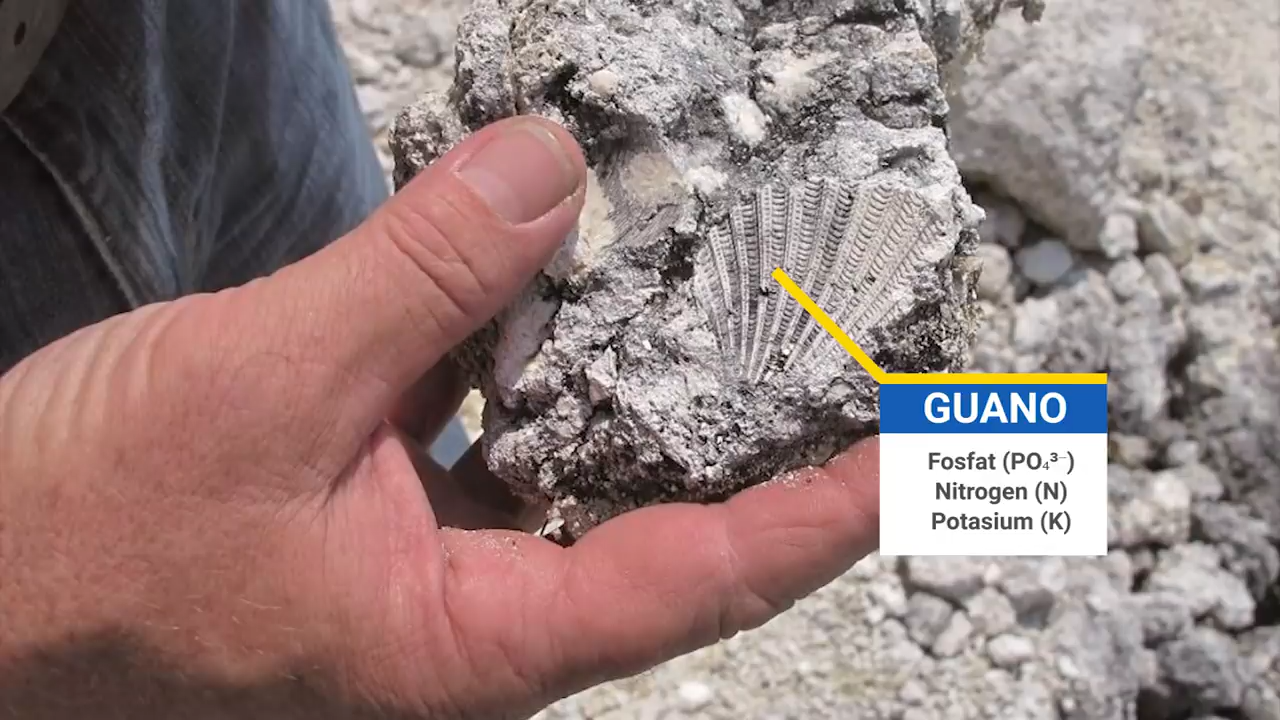 GUANO
Fosfat (PO₄³⁻)
Nitrogen (N)
Potasium (K)